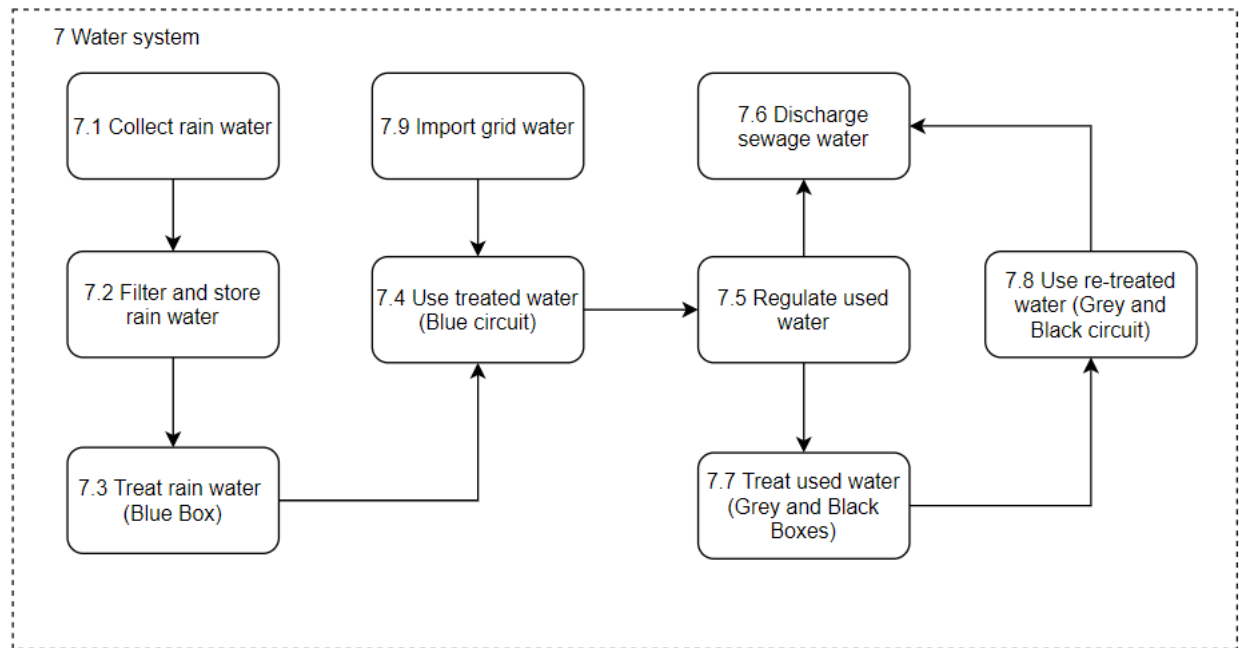 7 Water system
7.1 Collect rain water
7.9 Import grid water
7.6 Discharge
sewage water
7.2 Filter and store
rain water
7.4 Use treated water
(Blue circuit)
7.5 Regulate used
water
7.8 Use re-treated
water (Grey and
Black circuit)
7.3 Treat rain water
(Blue Box)
7.7 Treat used water
(Grey and Black
Boxes)